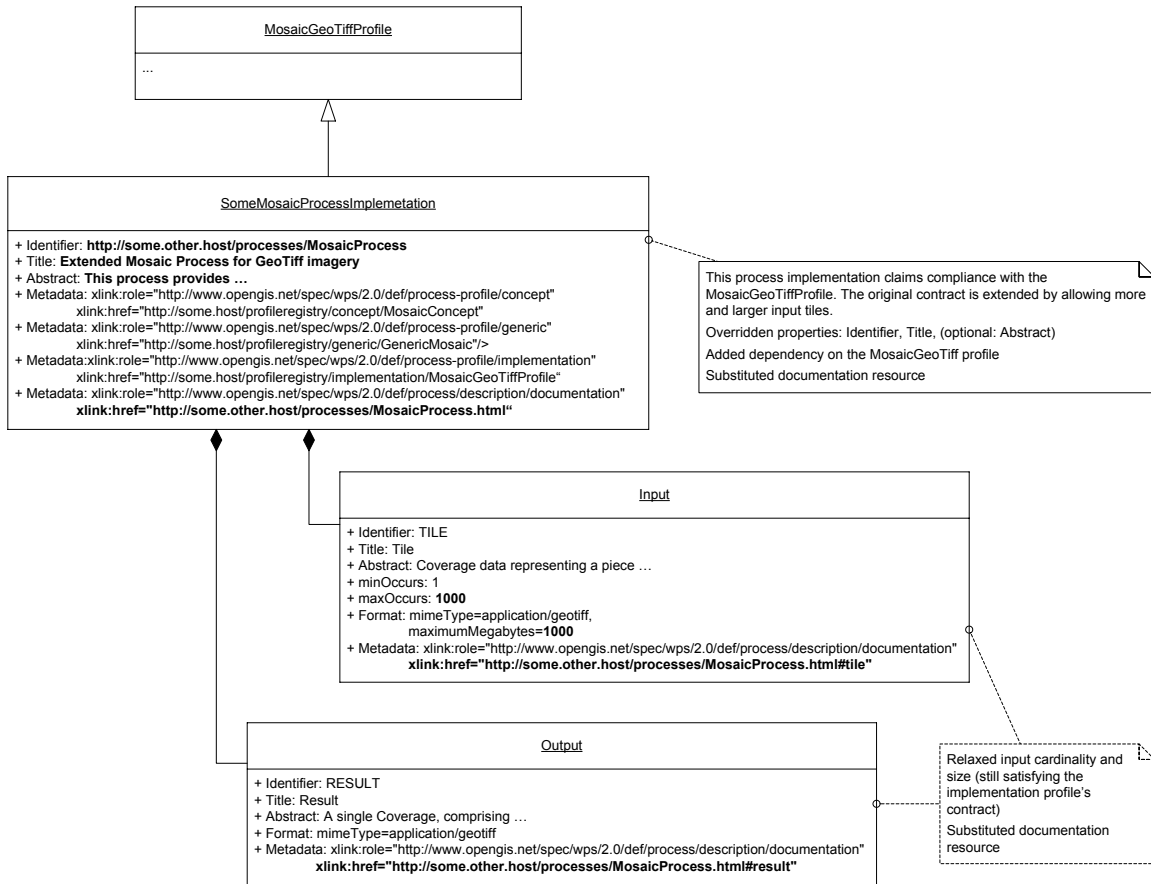 MosaicGeoTiffProfile
...
SomeMosaicProcessImplemetation
+ Identifier: http://some.other.host/processes/MosaicProcess
+ Title: Extended Mosaic Process for GeoTiff imagery
+ Abstract: This process provides …
+ Metadata: xlink:role="http://www.opengis.net/spec/wps/2.0/def/process-profile/concept"
xlink:href="http://some.host/profileregistry/concept/MosaicConcept"
+ Metadata: xlink:role="http://www.opengis.net/spec/wps/2.0/def/process-profile/generic"
xlink:href="http://some.host/profileregistry/generic/GenericMosaic"/>
+ Metadata:xlink:role="http://www.opengis.net/spec/wps/2.0/def/process-profile/implementation"
xlink:href="http://some.host/profileregistry/implementation/MosaicGeoTiffProfile“
+ Metadata: xlink:role="http://www.opengis.net/spec/wps/2.0/def/process/description/documentation"
xlink:href="http://some.other.host/processes/MosaicProcess.html“
This process implementation claims compliance with the
MosaicGeoTiffProfile. The original contract is extended by allowing more
and larger input tiles.
Overridden properties: Identifier, Title, (optional: Abstract)
Added dependency on the MosaicGeoTiff profile
Substituted documentation resource
Input
+ Identifier: TILE
+ Title: Tile
+ Abstract: Coverage data representing a piece …
+ minOccurs: 1
+ maxOccurs: 1000
+ Format: mimeType=application/geotiff,
maximumMegabytes=1000
+ Metadata: xlink:role="http://www.opengis.net/spec/wps/2.0/def/process/description/documentation"
xlink:href="http://some.other.host/processes/MosaicProcess.html#tile"
Output
+ Identifier: RESULT
+ Title: Result
+ Abstract: A single Coverage, comprising …
+ Format: mimeType=application/geotiff
+ Metadata: xlink:role="http://www.opengis.net/spec/wps/2.0/def/process/description/documentation"
xlink:href="http://some.other.host/processes/MosaicProcess.html#result"
Relaxed input cardinality and
size (still satisfying the
implementation profile’s
contract)
Substituted documentation
resource